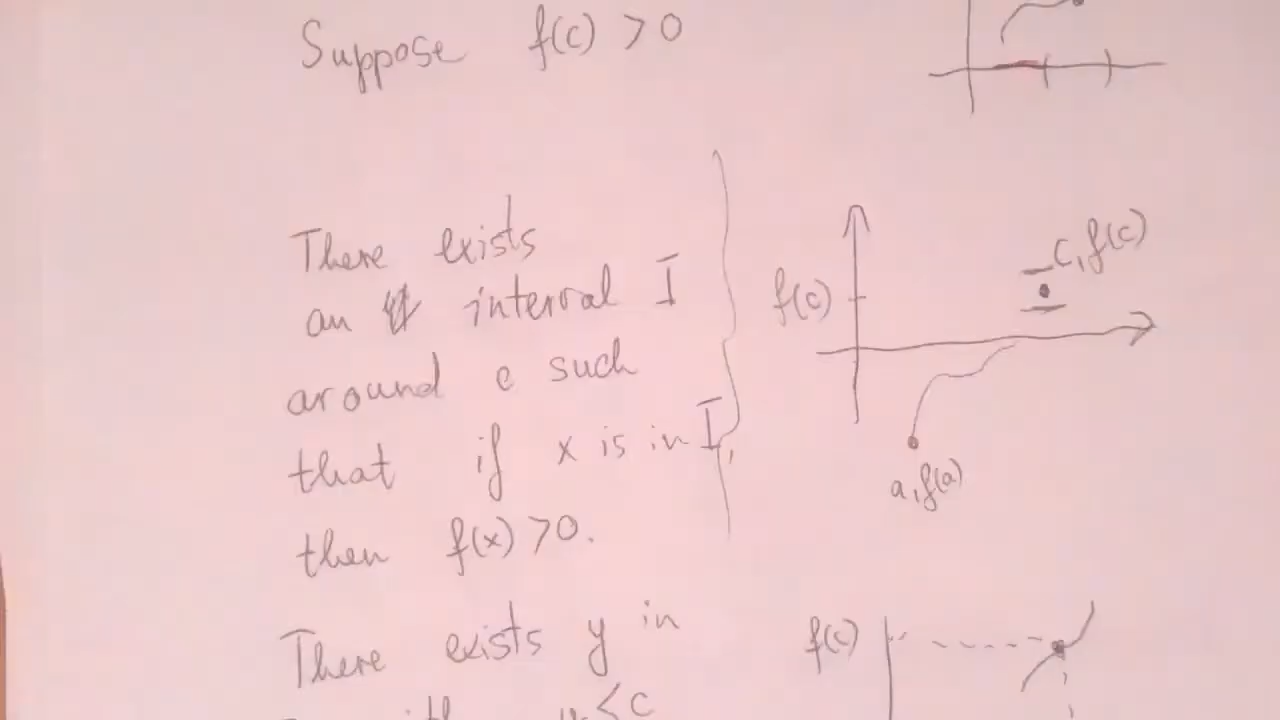 Suppose f(c) > 0
There exists
an interval I
around c such
that if x is in I,
then f(x) > 0.
There exists y in
y < c
c, f(c)
f(c)
a, f(a)
f(c)